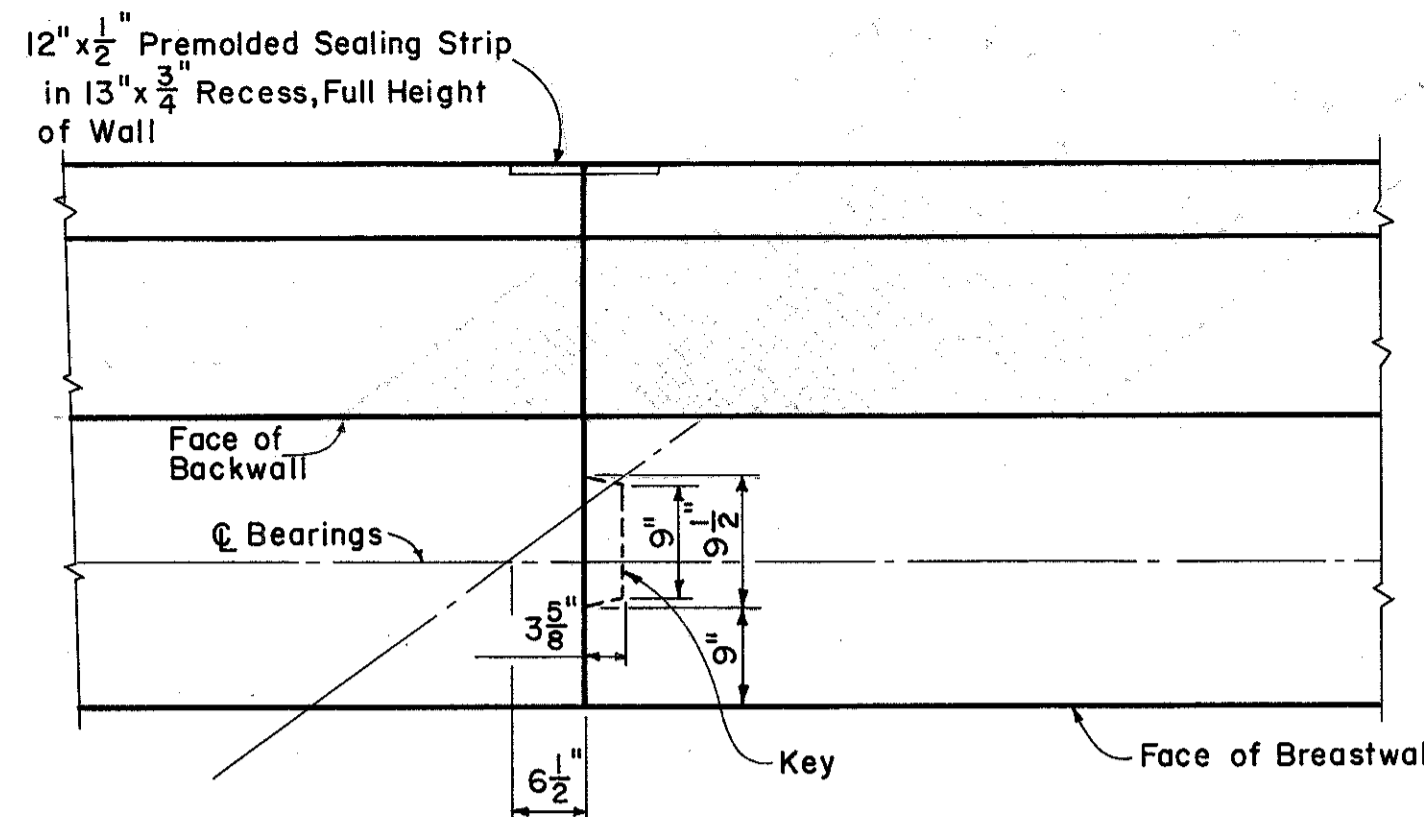 12" x 1/2" Premolded Sealing Strip
in 13" x 3/4" Recess, Full Height
of Wall
Face of
Backwall
℄ Bearings
9"
9 1/2"
3 5/8"
9"
6 1/2"
Key
Face of Breastwal